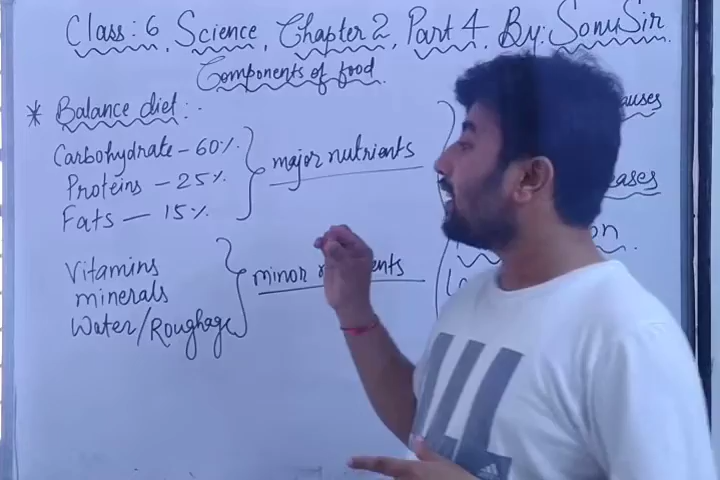 Class: 6, Science, Chapter 2, Part 4. By: Sonu Sir.
Components of food.
* Balance diet :-
Carbohydrate - 60%.
Proteins - 25%.
Fats - 15%.
major nutrients
Vitamins
minerals
Water/Roughage
minor
adidas